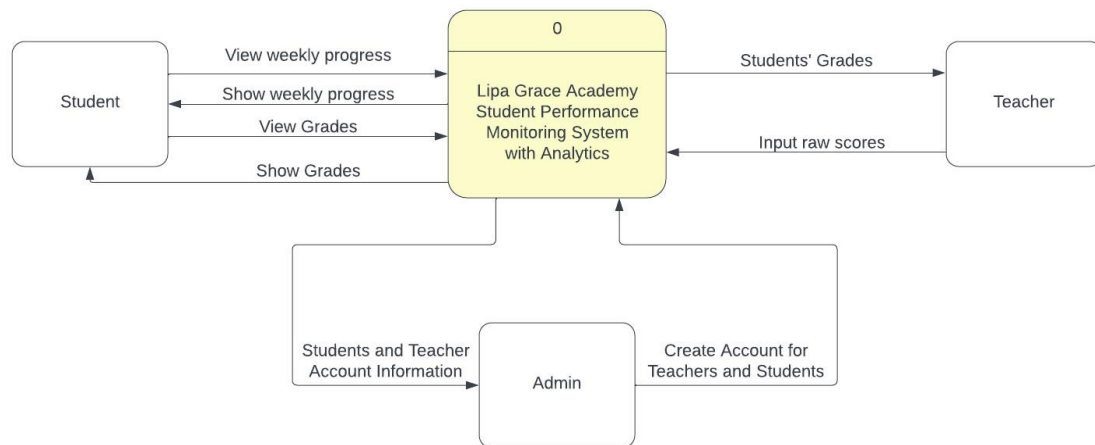 0
View weekly progress
Students' Grades
Lipa Grace Academy
Student Performance
Monitoring System
with Analytics
Show weekly progress
Student
Teacher
View Grades
Input raw scores
Show Grades
Students and Teacher
Account Information
Admin
Create Account for
Teachers and Students